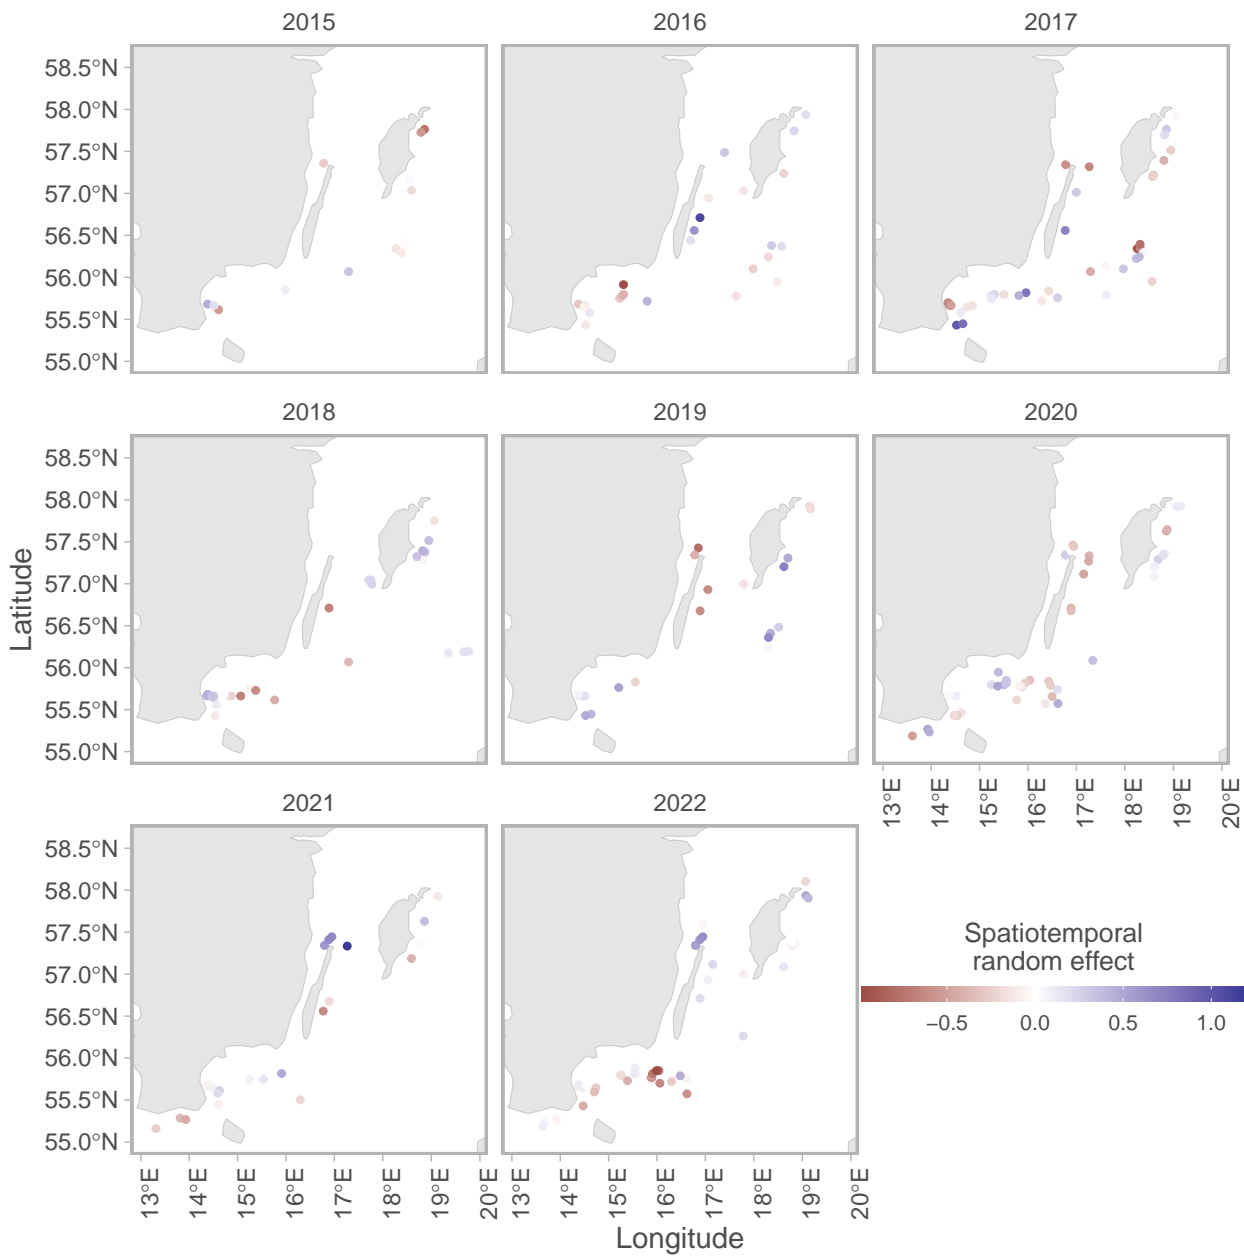 2015 2016 2017
58.5°N
58.0°N
57.5°N
57.0°N
56.5°N
56.0°N
55.5°N
55.0°N
2018 2019 2020
58.5°N
58.0°N
57.5°N
57.0°N
56.5°N
56.0°N
55.5°N
55.0°N
Latitude
13°E 14°E 15°E 16°E 17°E 18°E 19°E 20°E
2021 2022
58.5°N
58.0°N
57.5°N
57.0°N
56.5°N
56.0°N
55.5°N
55.0°N
Spatiotemporal
random effect
−0.5 0.0 0.5 1.0
13°E 14°E 15°E 16°E 17°E 18°E 19°E 20°E 13°E 14°E 15°E 16°E 17°E 18°E 19°E 20°E
Longitude